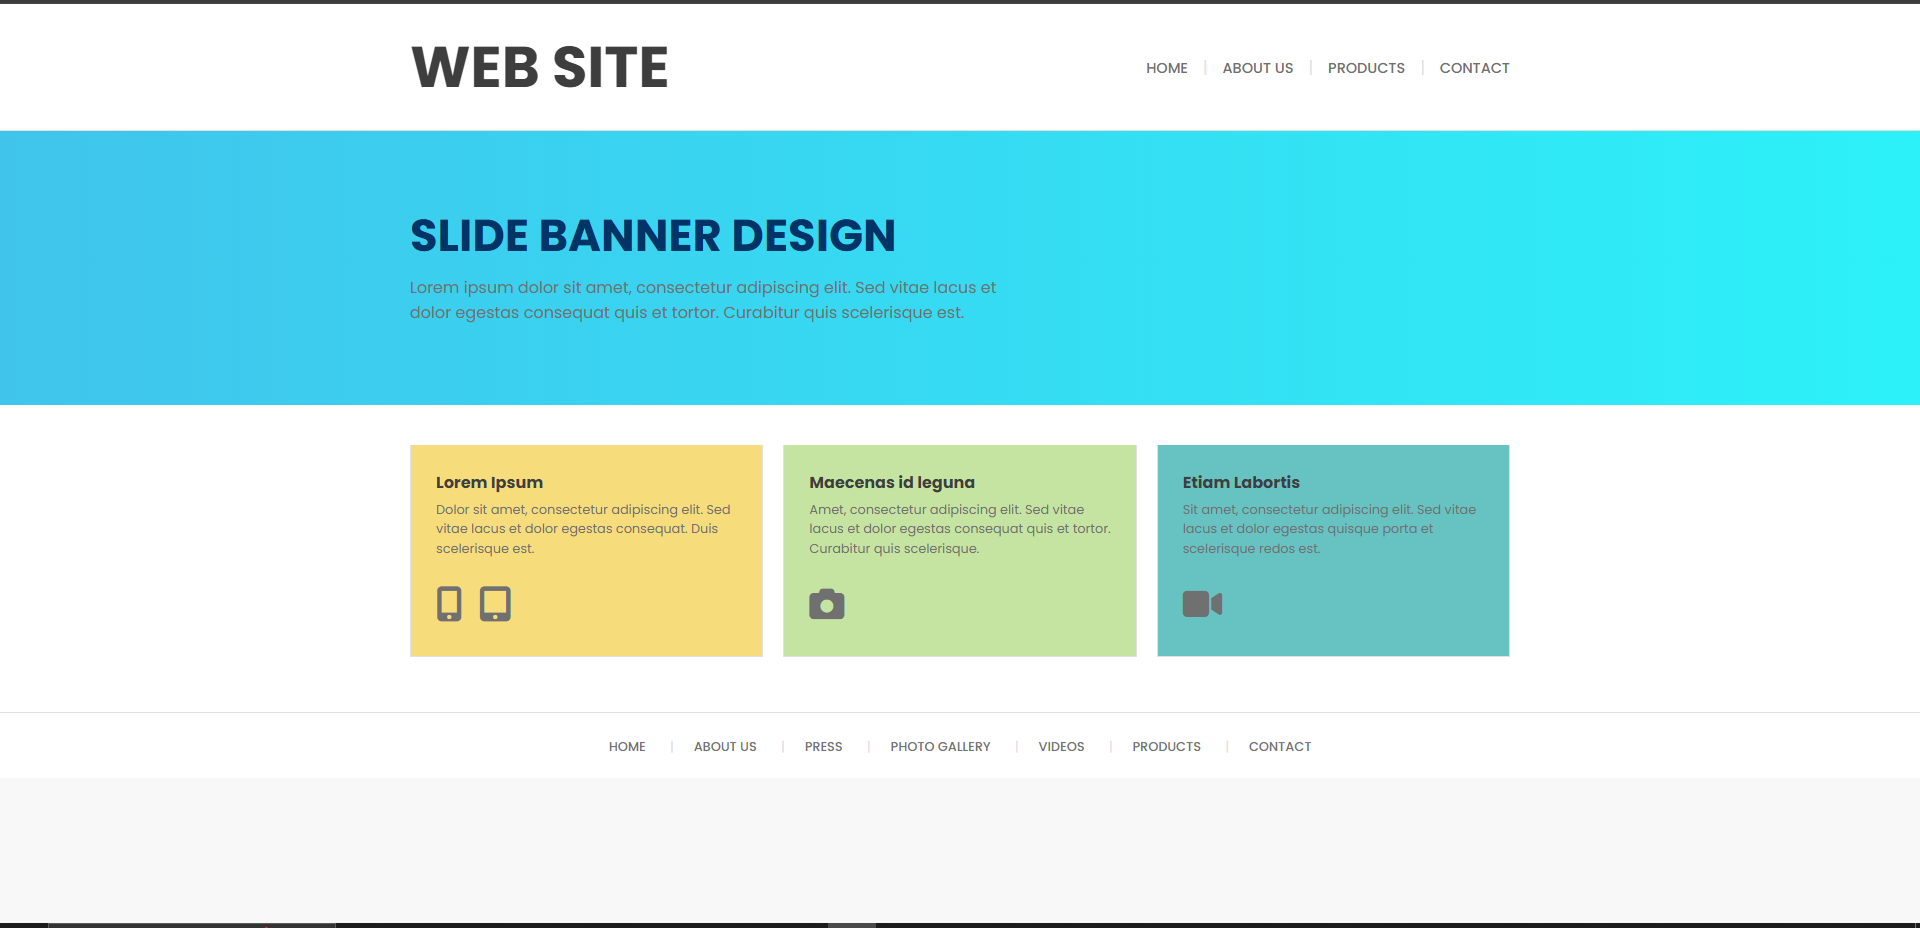 WEB SITE
HOME | ABOUT US | PRODUCTS | CONTACT
SLIDE BANNER DESIGN
Lorem ipsum dolor sit amet, consectetur adipiscing elit. Sed vitae lacus et
dolor egestas consequat quis et tortor. Curabitur quis scelerisque est.
Lorem Ipsum
Dolor sit amet, consectetur adipiscing elit. Sed
vitae lacus et dolor egestas consequat. Duis
scelerisque est.
Maecenas id leguna
Amet, consectetur adipiscing elit. Sed vitae
lacus et dolor egestas consequat quis et tortor.
Curabitur quis scelerisque.
Etiam Labortis
Sit amet, consectetur adipiscing elit. Sed vitae
lacus et dolor egestas quisque porta et
scelerisque redos est.
HOME | ABOUT US | PRESS | PHOTO GALLERY | VIDEOS | PRODUCTS | CONTACT